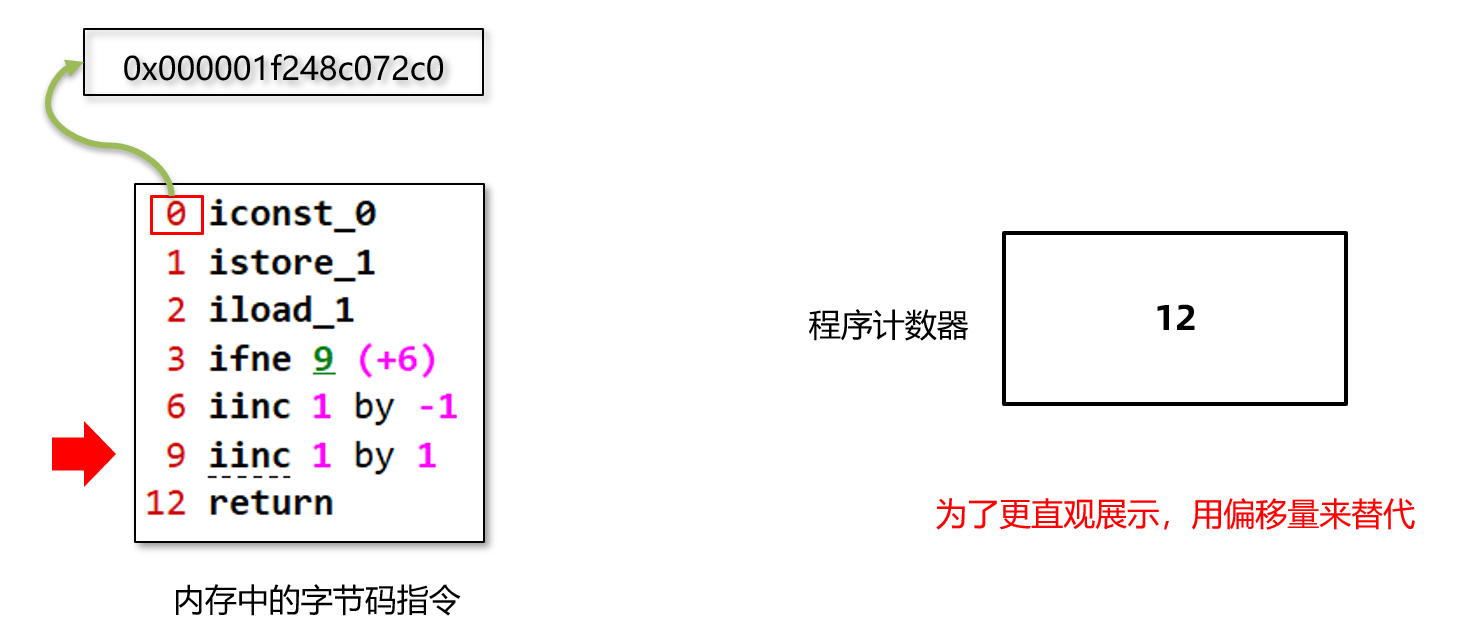 0x000001f248c072c0
0 iconst_0
1 istore_1
2 iload_1
3 ifne 9 (+6)
6 iinc 1 by -1
9 iinc 1 by 1
12 return
内存中的字节码指令
程序计数器
12
为了更直观展示，用偏移量来替代